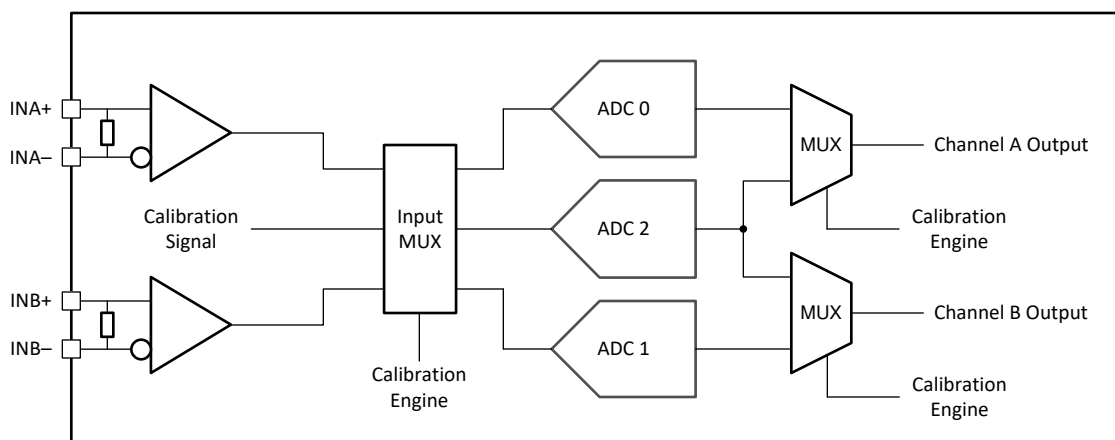 INA+
INA–
ADC 0
MUX
Channel A Output
Calibration
Signal
Input
MUX
ADC 2
Calibration
Engine
INB+
INB–
ADC 1
MUX
Channel B Output
Calibration
Engine
Calibration
Engine